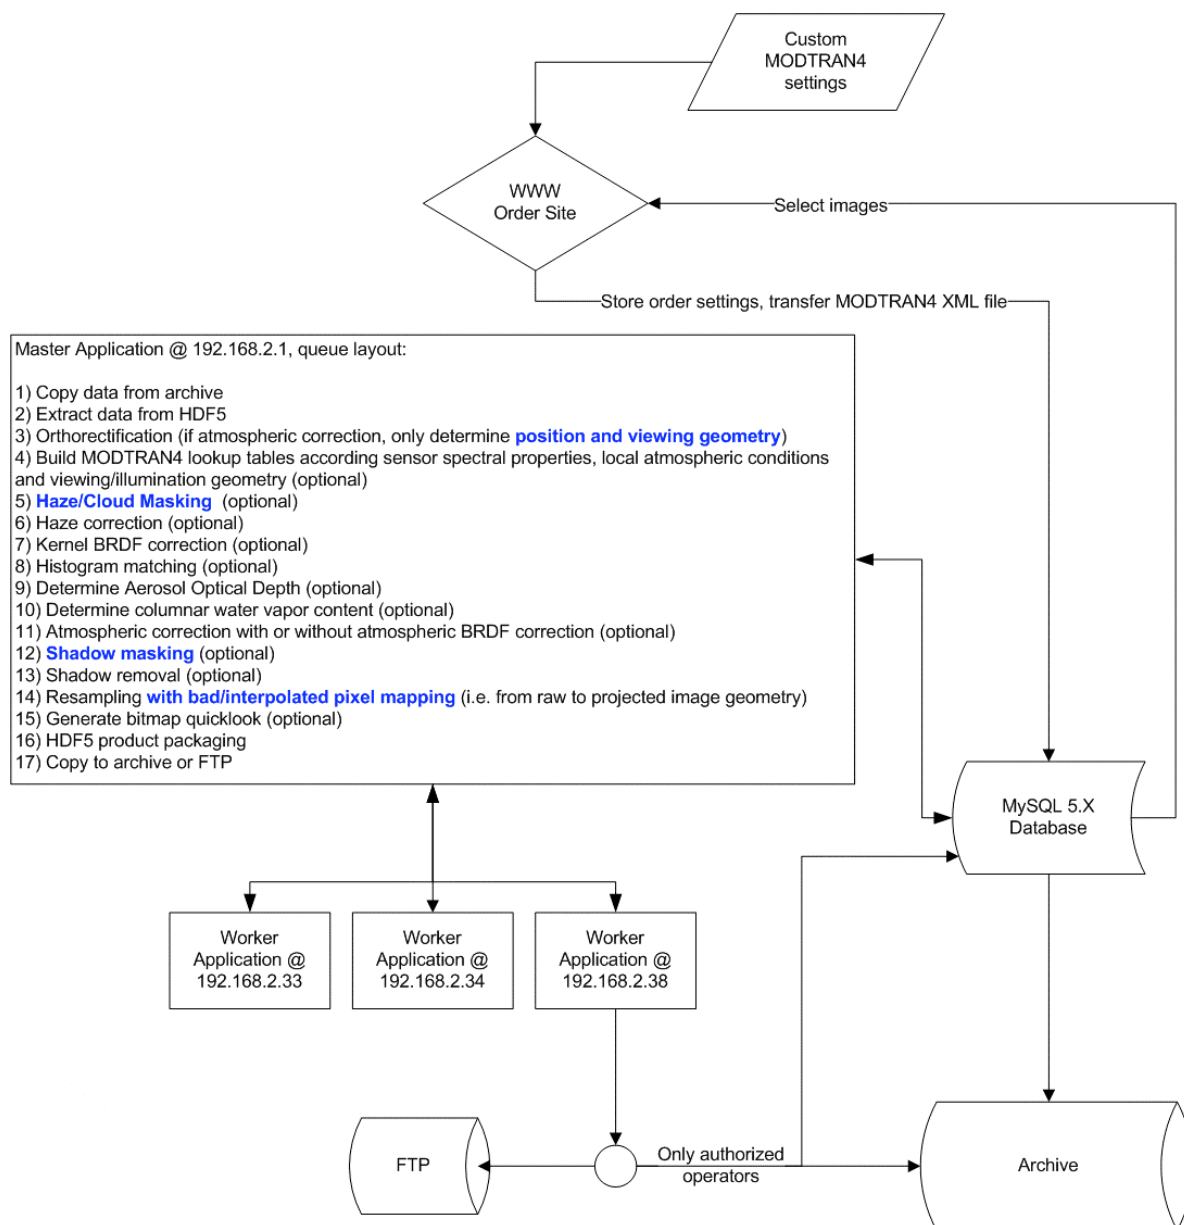 Custom
MODTRAN4
settings
WWW
Order Site
Select images
Store order settings, transfer MODTRAN4 XML file
Master Application @ 192.168.2.1, queue layout:
1) Copy data from archive
2) Extract data from HDF5
3) Orthorectification (if atmospheric correction, only determine position and viewing geometry)
4) Build MODTRAN4 lookup tables according sensor spectral properties, local atmospheric conditions
and viewing/illumination geometry (optional)
5) Haze/Cloud Masking  (optional)
6) Haze correction (optional)
7) Kernel BRDF correction (optional)
8) Histogram matching (optional)
9) Determine Aerosol Optical Depth (optional)
10) Determine columnar water vapor content (optional)
11) Atmospheric correction with or without atmospheric BRDF correction (optional)
12) Shadow masking (optional)
13) Shadow removal (optional)
14) Resampling with bad/interpolated pixel mapping (i.e. from raw to projected image geometry)
15) Generate bitmap quicklook (optional)
16) HDF5 product packaging
17) Copy to archive or FTP
MySQL 5.X
Database
Worker
Application @
192.168.2.33
Worker
Application @
192.168.2.34
Worker
Application @
192.168.2.38
FTP
Only authorized
operators
Archive